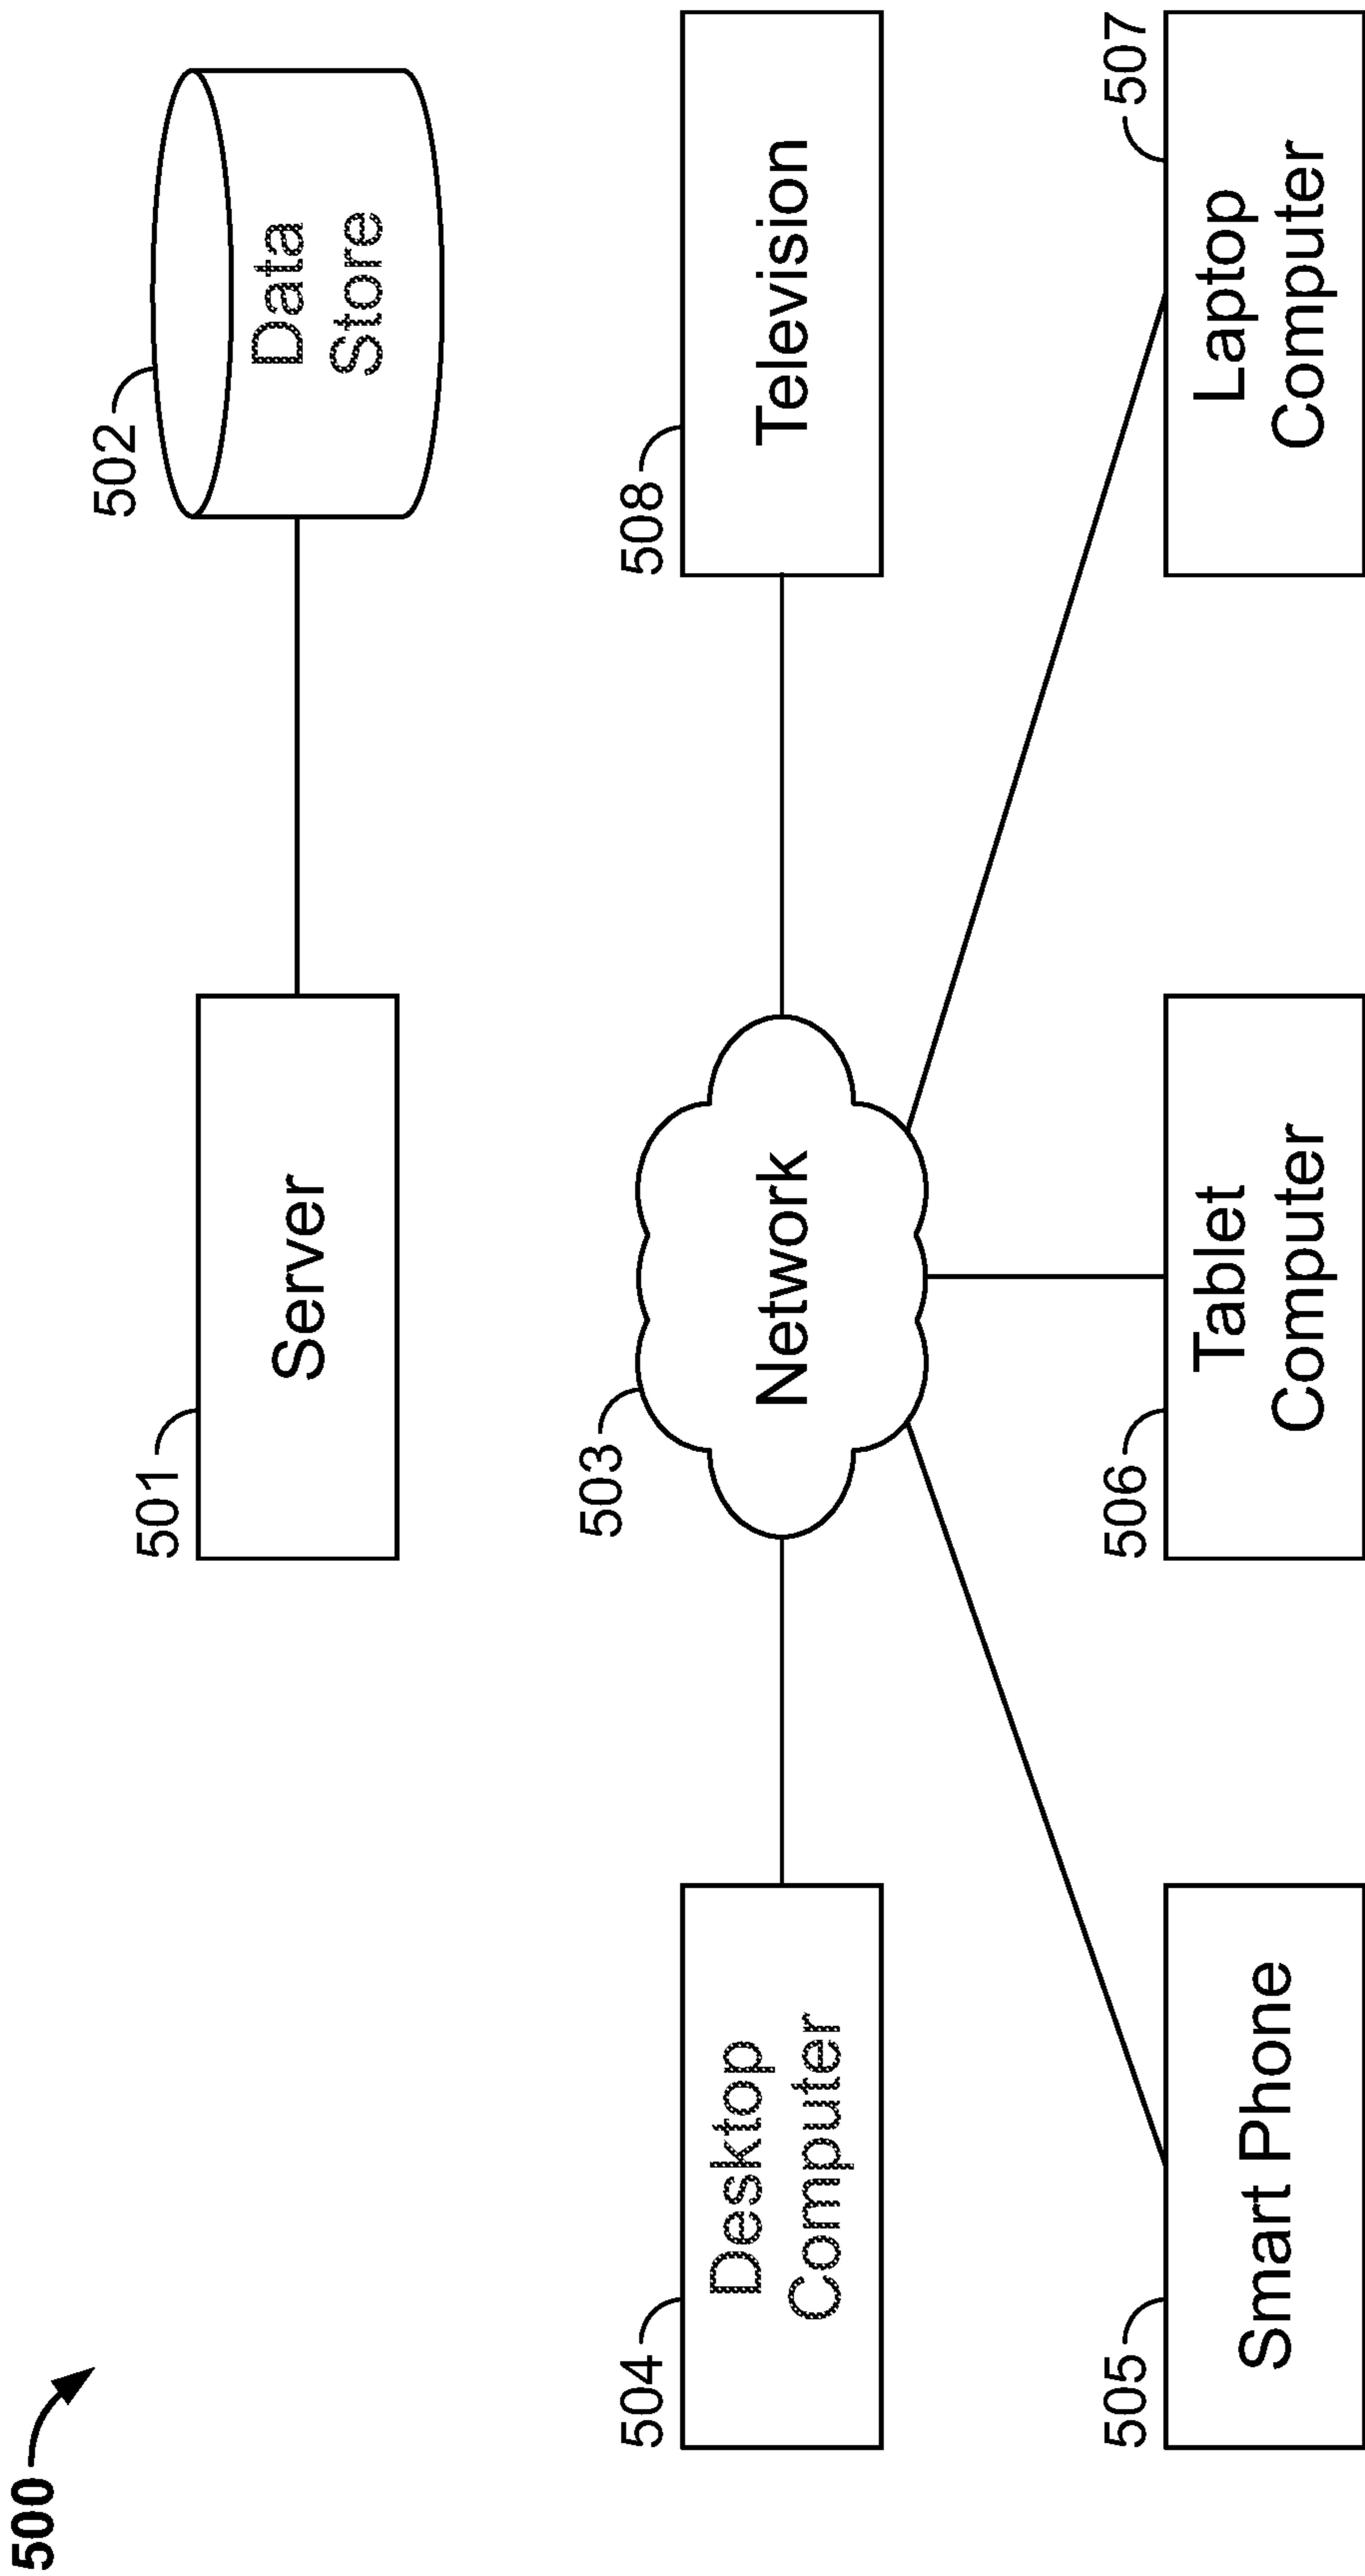 500
501
Server
502
Data
Store
503
Network
504
Desktop
Computer
508
Television
505
Smart Phone
506
Tablet
Computer
507
Laptop
Computer